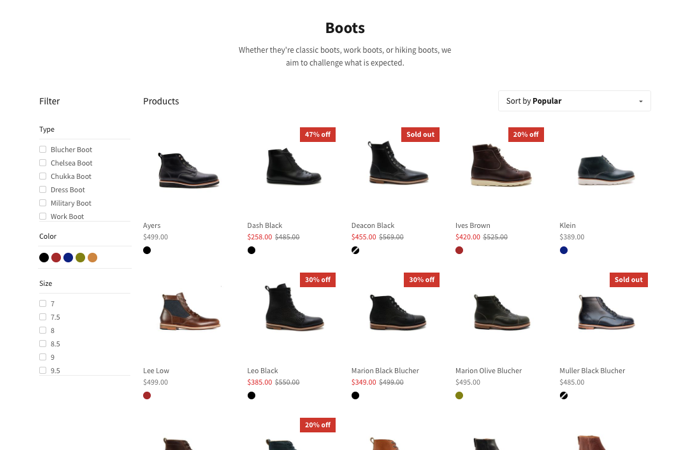 Boots
Whether they're classic boots, work boots, or hiking boots, we
aim to challenge what is expected.
Filter
Type
Blucher Boot
Chelsea Boot
Chukka Boot
Dress Boot
Military Boot
Work Boot
Color
Size
7
7.5
8
8.5
9
9.5
Products
Sort by Popular
47% off
Sold out
20% off
Ayers
$499.00
Dash Black
$258.00 $485.00
Deacon Black
$455.00 $569.00
Ives Brown
$420.00 $525.00
Klein
$389.00
30% off
30% off
Sold out
Lee Low
$499.00
Leo Black
$385.00 $550.00
Marion Black Blucher
$349.00 $499.00
Marion Olive Blucher
$495.00
Muller Black Blucher
$485.00
20% off